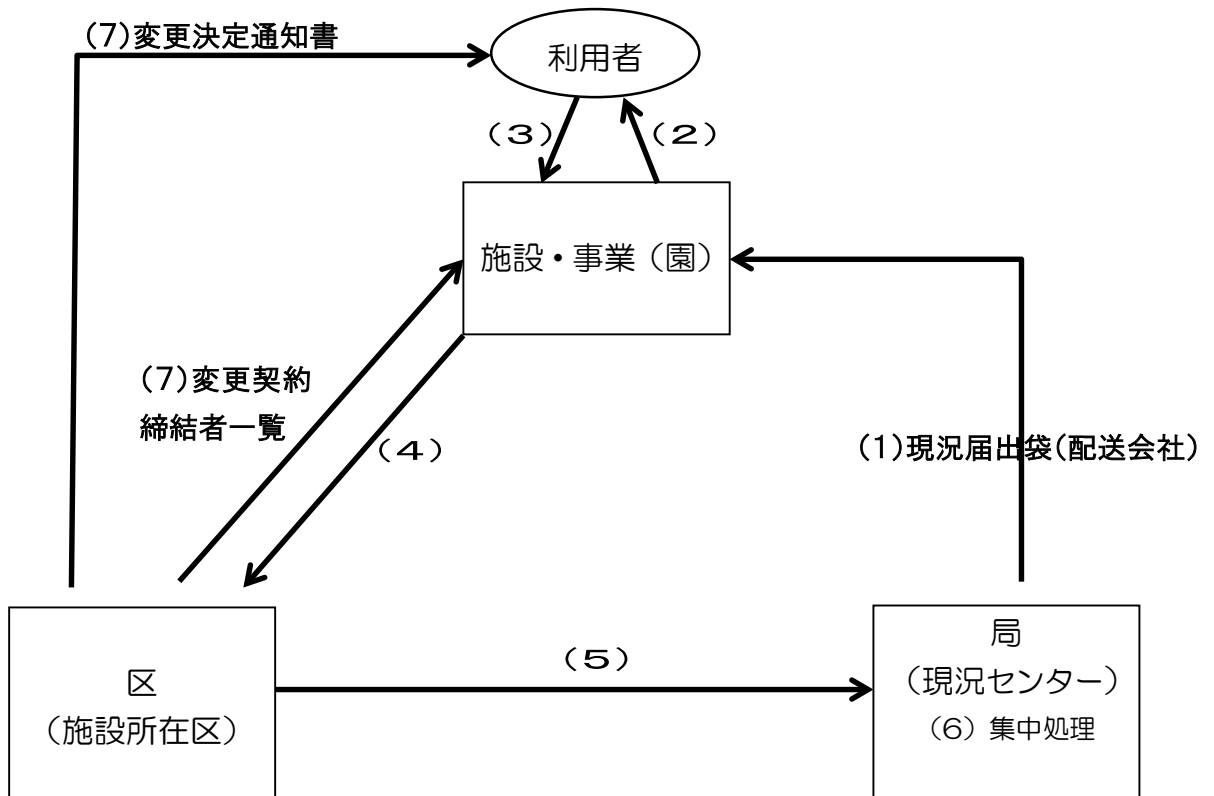 (7)変更決定通知書
利用者
（3）
（2）
施設・事業（園）
(7)変更契約
締結者一覧
（4）
(1)現況届出袋(配送会社)
区
（施設所在区）
（5）
局
（現況センター）
（6）集中処理